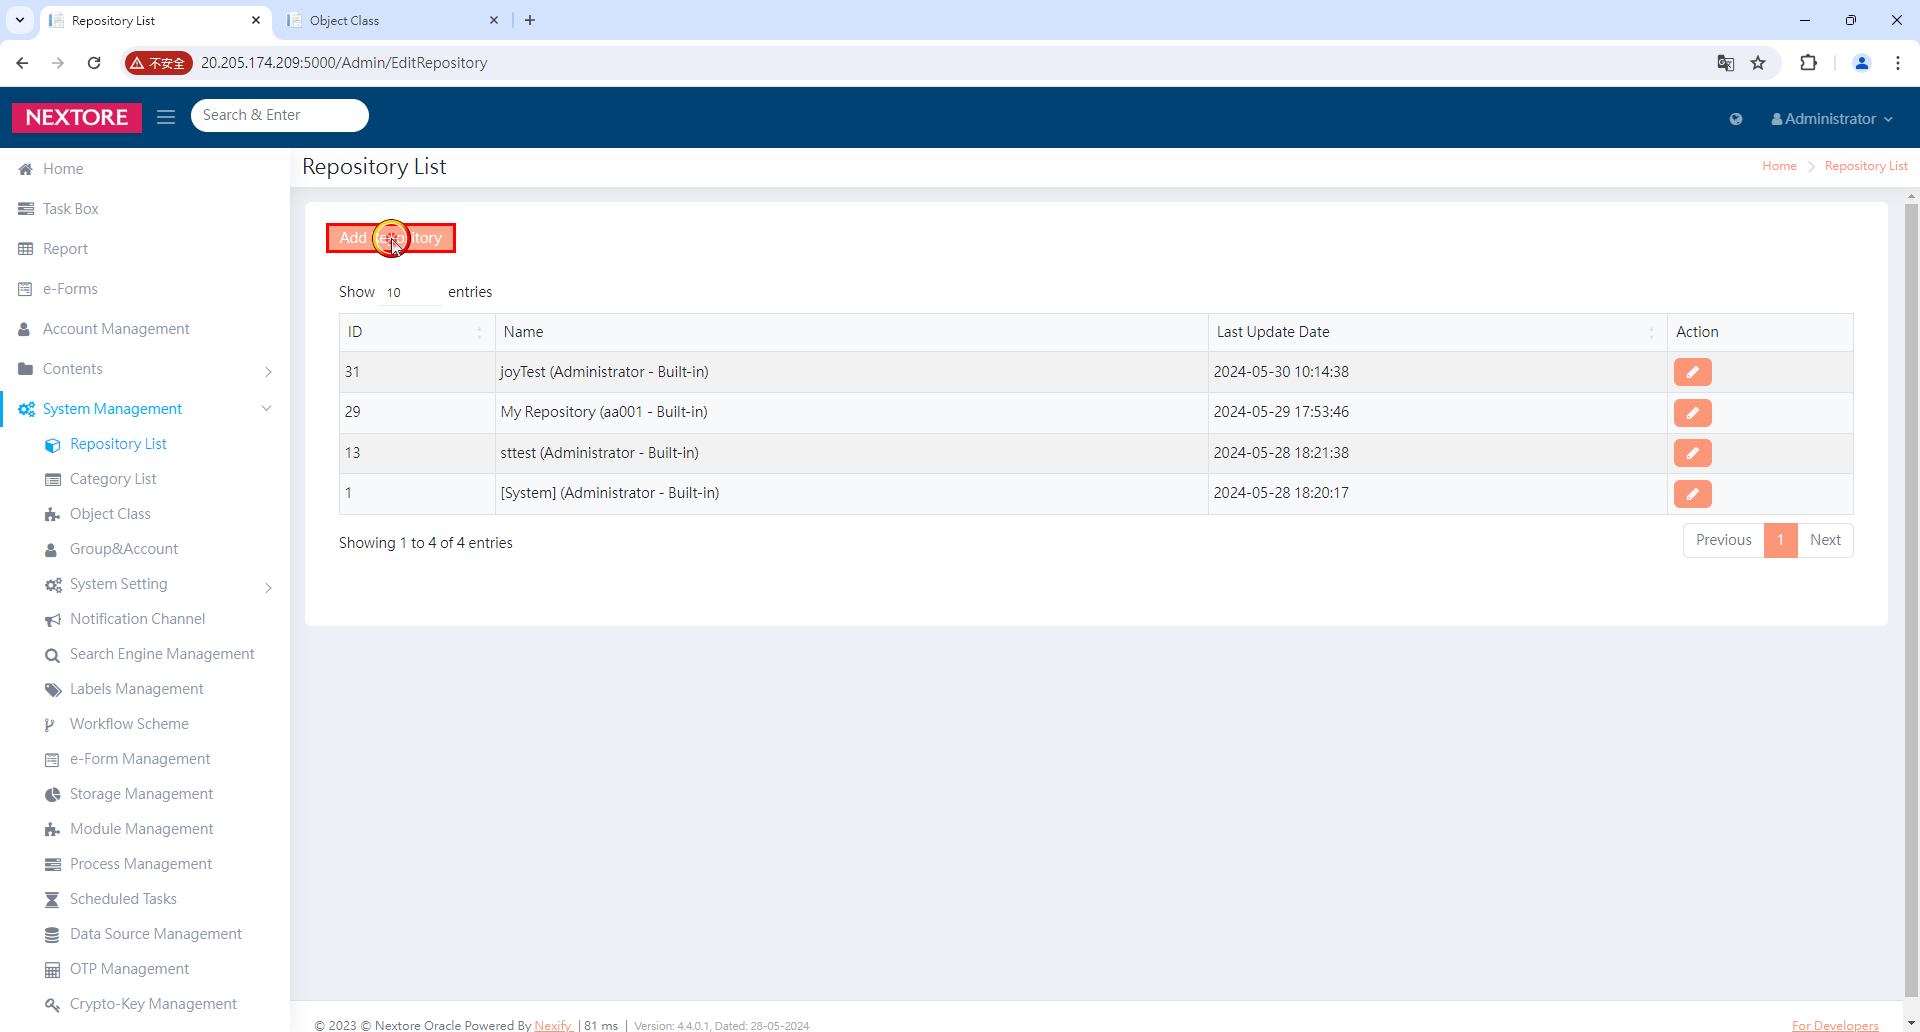 Repository List
Object Class
不安全
20.205.174.209:5000/Admin/EditRepository
NEXTORE
Search & Enter
Administrator
Home
Task Box
Report
e-Forms
Account Management
Contents
System Management
Repository List
Category List
Object Class
Group&Account
System Setting
Notification Channel
Search Engine Management
Labels Management
Workflow Scheme
e-Form Management
Storage Management
Module Management
Process Management
Scheduled Tasks
Data Source Management
OTP Management
Crypto-Key Management
Repository List
Home > Repository List
Add Repository
Show 10 entries
ID Name Last Update Date Action
31 joyTest (Administrator - Built-in) 2024-05-30 10:14:38
29 My Repository (aa001 - Built-in) 2024-05-29 17:53:46
13 sttest (Administrator - Built-in) 2024-05-28 18:21:38
1 [System] (Administrator - Built-in) 2024-05-28 18:20:17
Showing 1 to 4 of 4 entries
Previous 1 Next
© 2023 © Nextore Oracle Powered By Nexify | 81 ms | Version: 4.4.0.1, Dated: 28-05-2024
For Developers